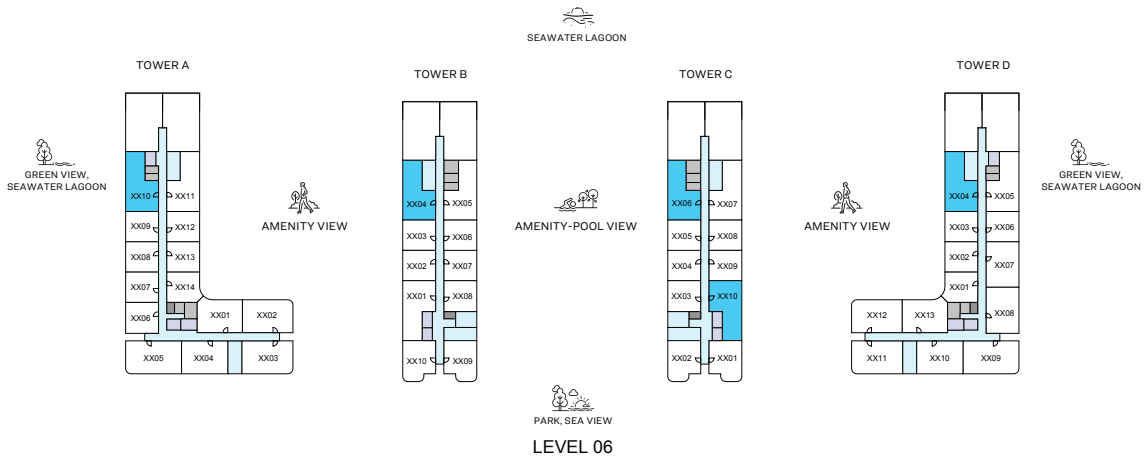 SEAWATER LAGOON
TOWER A
TOWER B
TOWER C
TOWER D
GREEN VIEW,
SEAWATER LAGOON
AMENITY VIEW
AMENITY-POOL VIEW
AMENITY VIEW
GREEN VIEW,
SEAWATER LAGOON
XX10 XX11
XX09 XX12
XX08 XX13
XX07 XX14
XX06 XX01 XX02
XX05 XX04 XX03
XX04 XX05
XX03 XX06
XX02 XX07
XX01 XX08
XX10 XX09
XX06 XX07
XX05 XX08
XX04 XX09
XX03 XX10
XX02 XX01
XX04 XX05
XX03 XX06
XX02 XX07
XX01
XX12 XX13 XX08
XX11 XX10 XX09
PARK, SEA VIEW
LEVEL 06